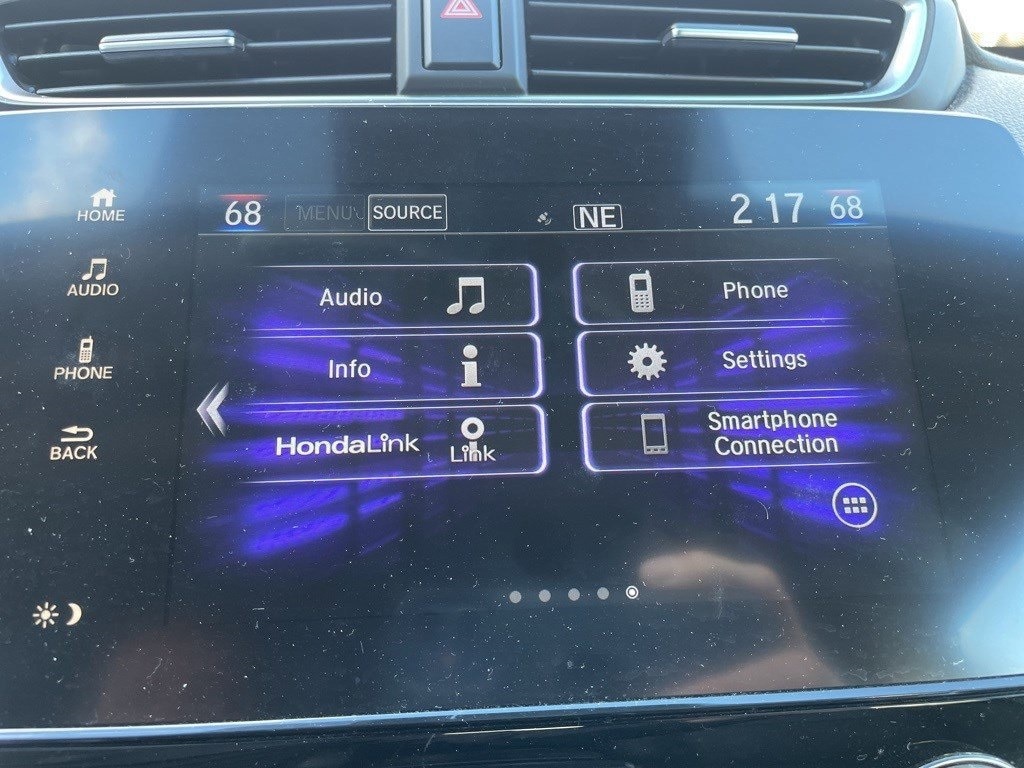 HOME
AUDIO
PHONE
BACK
68 MENU SOURCE NE 2 17 68
Audio
Phone
Info
Settings
HondaLink Link
Smartphone
Connection